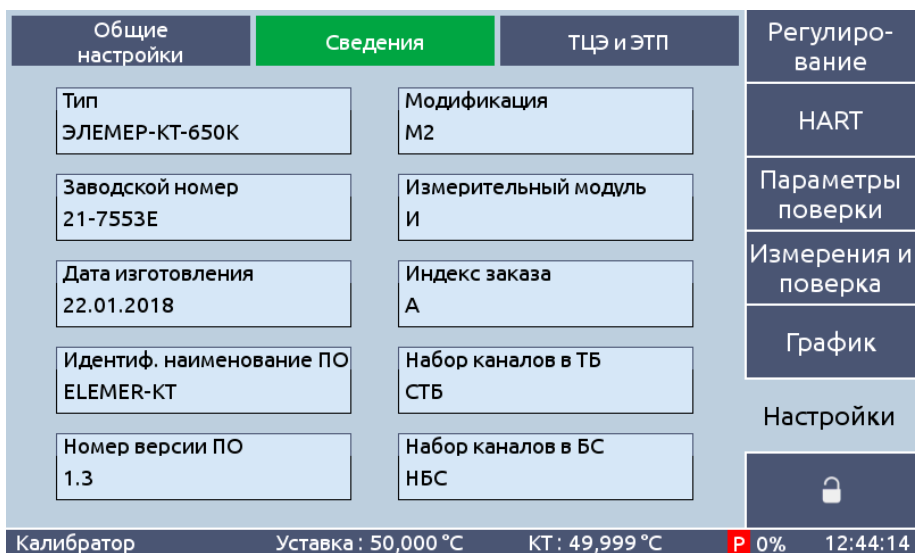 Общие
настройки
Сведения
ТЦЭ и ЭТП
Тип
ЭЛЕМЕР-КТ-650К
Модификация
М2
Заводской номер
21-7553Е
Измерительный модуль
И
Дата изготовления
22.01.2018
Индекс заказа
А
Идентиф. наименование ПО
ELEMER-KT
Набор каналов в ТБ
СТБ
Номер версии ПО
1.3
Набор каналов в БС
НБС
Регулиро-
вание
HART
Параметры
поверки
Измерения и
поверка
График
Настройки
Калибратор Уставка : 50,000 °C КТ : 49,999 °C P 0% 12:44:14